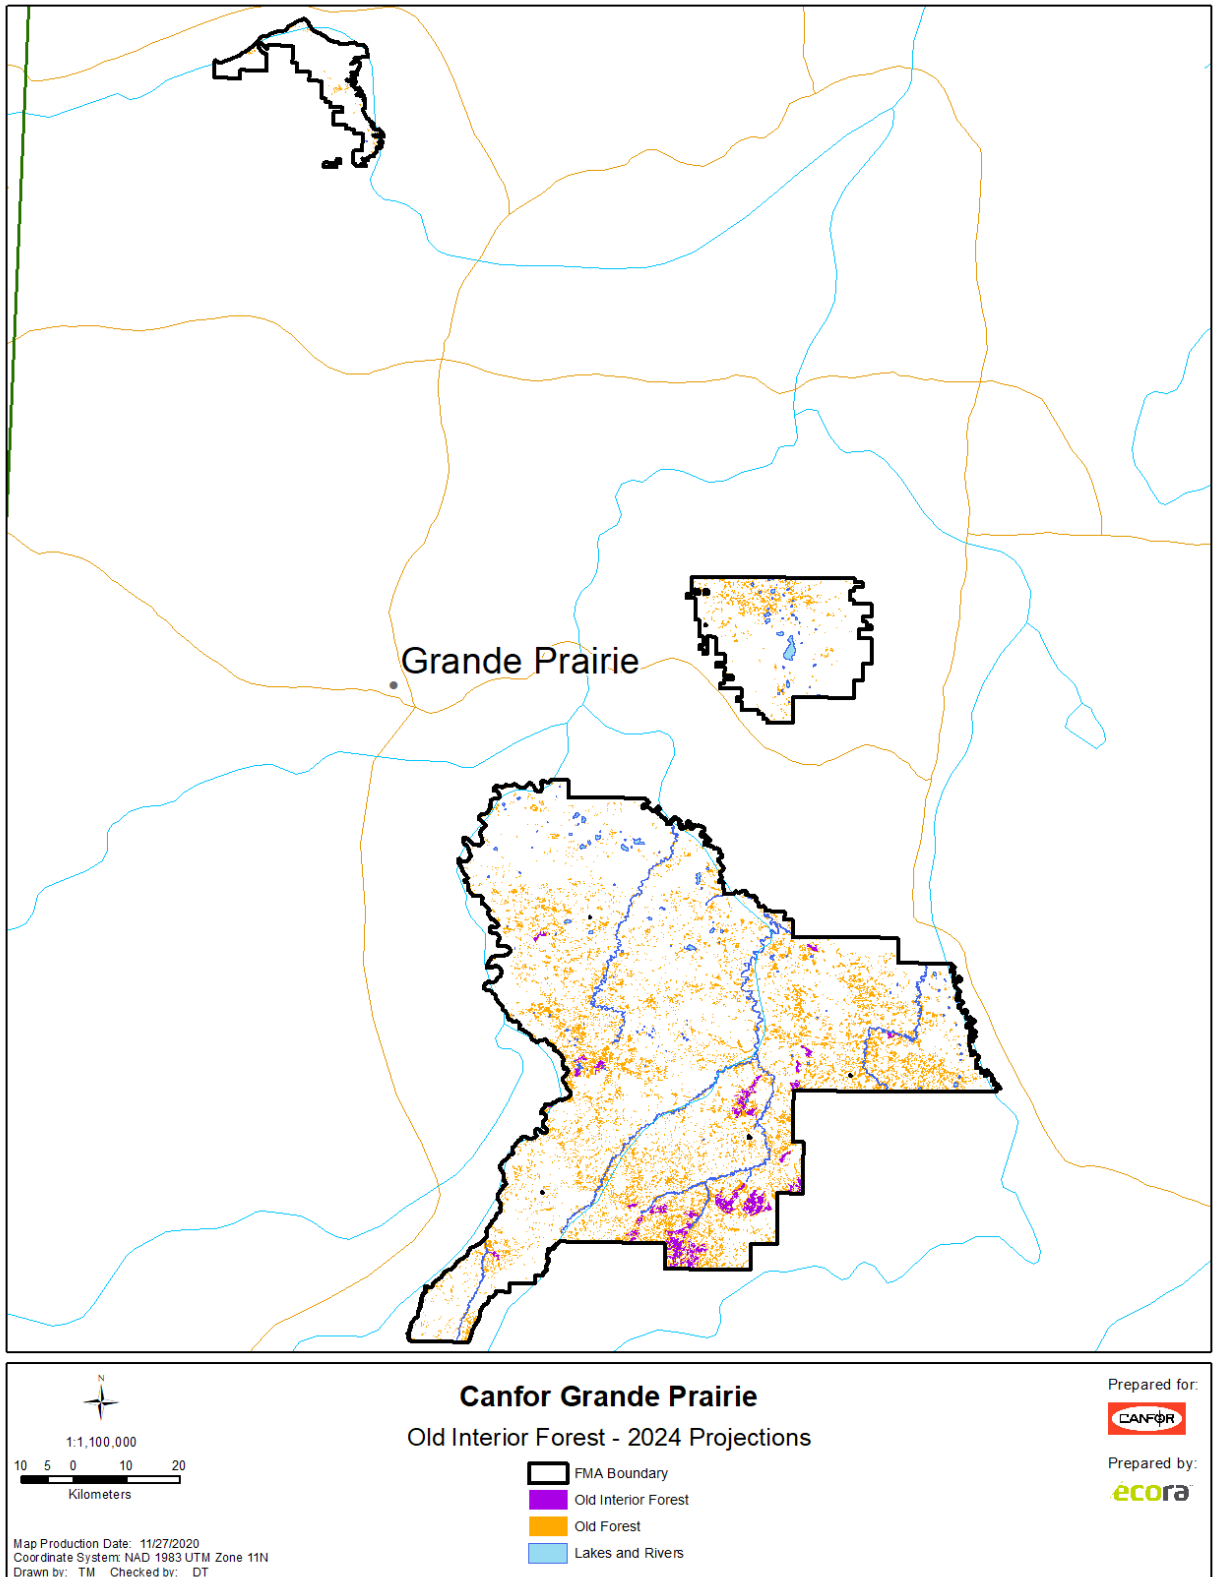 Grande Prairie
N
1:1,100,000
10 5 0 10 20
Kilometers
Map Production Date: 11/27/2020
Coordinate System: NAD 1983 UTM Zone 11N
Drawn by: TM Checked by: DT
Canfor Grande Prairie
Old Interior Forest - 2024 Projections
FMA Boundary
Old Interior Forest
Old Forest
Lakes and Rivers
Prepared for:
CANFOR
Prepared by:
ecora